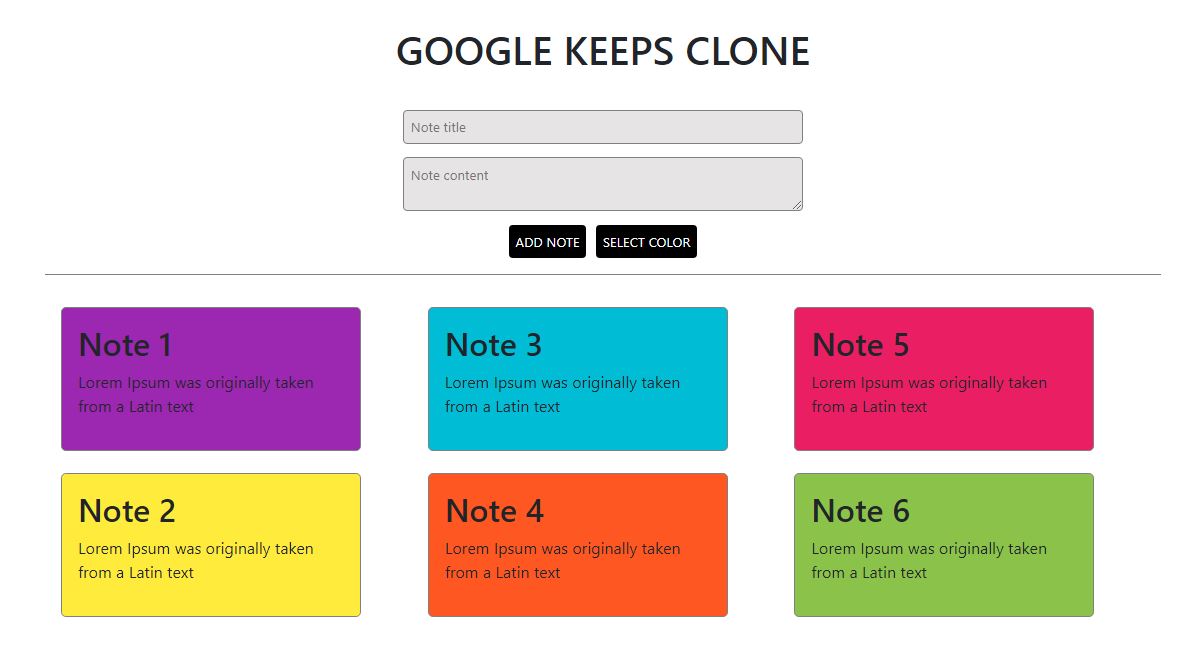 GOOGLE KEEPS CLONE
Note title
Note content
ADD NOTE SELECT COLOR
Note 1
Lorem Ipsum was originally taken
from a Latin text
Note 3
Lorem Ipsum was originally taken
from a Latin text
Note 5
Lorem Ipsum was originally taken
from a Latin text
Note 2
Lorem Ipsum was originally taken
from a Latin text
Note 4
Lorem Ipsum was originally taken
from a Latin text
Note 6
Lorem Ipsum was originally taken
from a Latin text